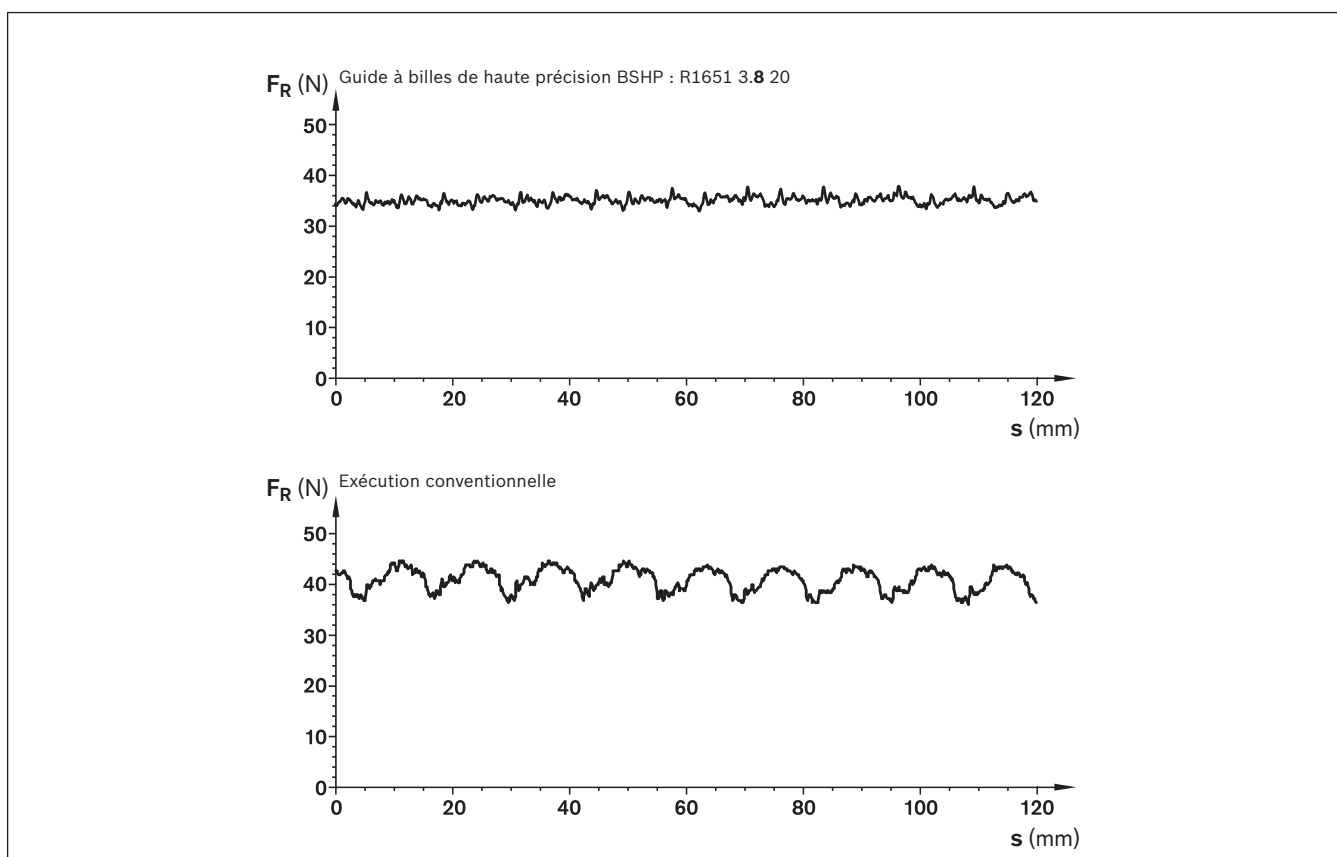 F_R (N) Guide à billes de haute précision BSHP : R1651 3.8 20
50
40
30
20
10
0
0 20 40 60 80 100 120
s (mm)
F_R (N) Exécution conventionnelle
50
40
30
20
10
0
0 20 40 60 80 100 120
s (mm)